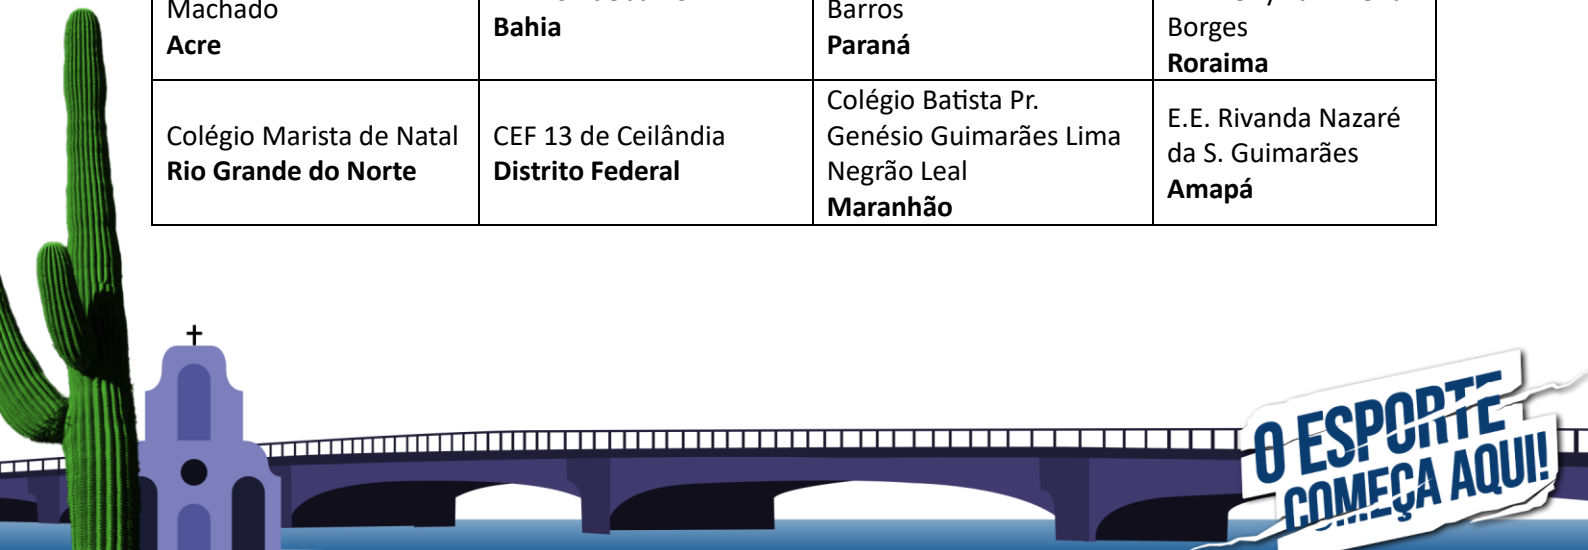 Machado
Acre
Bahia
Barros
Paraná
Borges
Roraima
Colégio Marista de Natal
Rio Grande do Norte
CEF 13 de Ceilândia
Distrito Federal
Colégio Batista Pr.
Genésio Guimarães Lima
Negrão Leal
Maranhão
E.E. Rivanda Nazaré
da S. Guimarães
Amapá
O ESPORTE
COMEÇA AQUI!